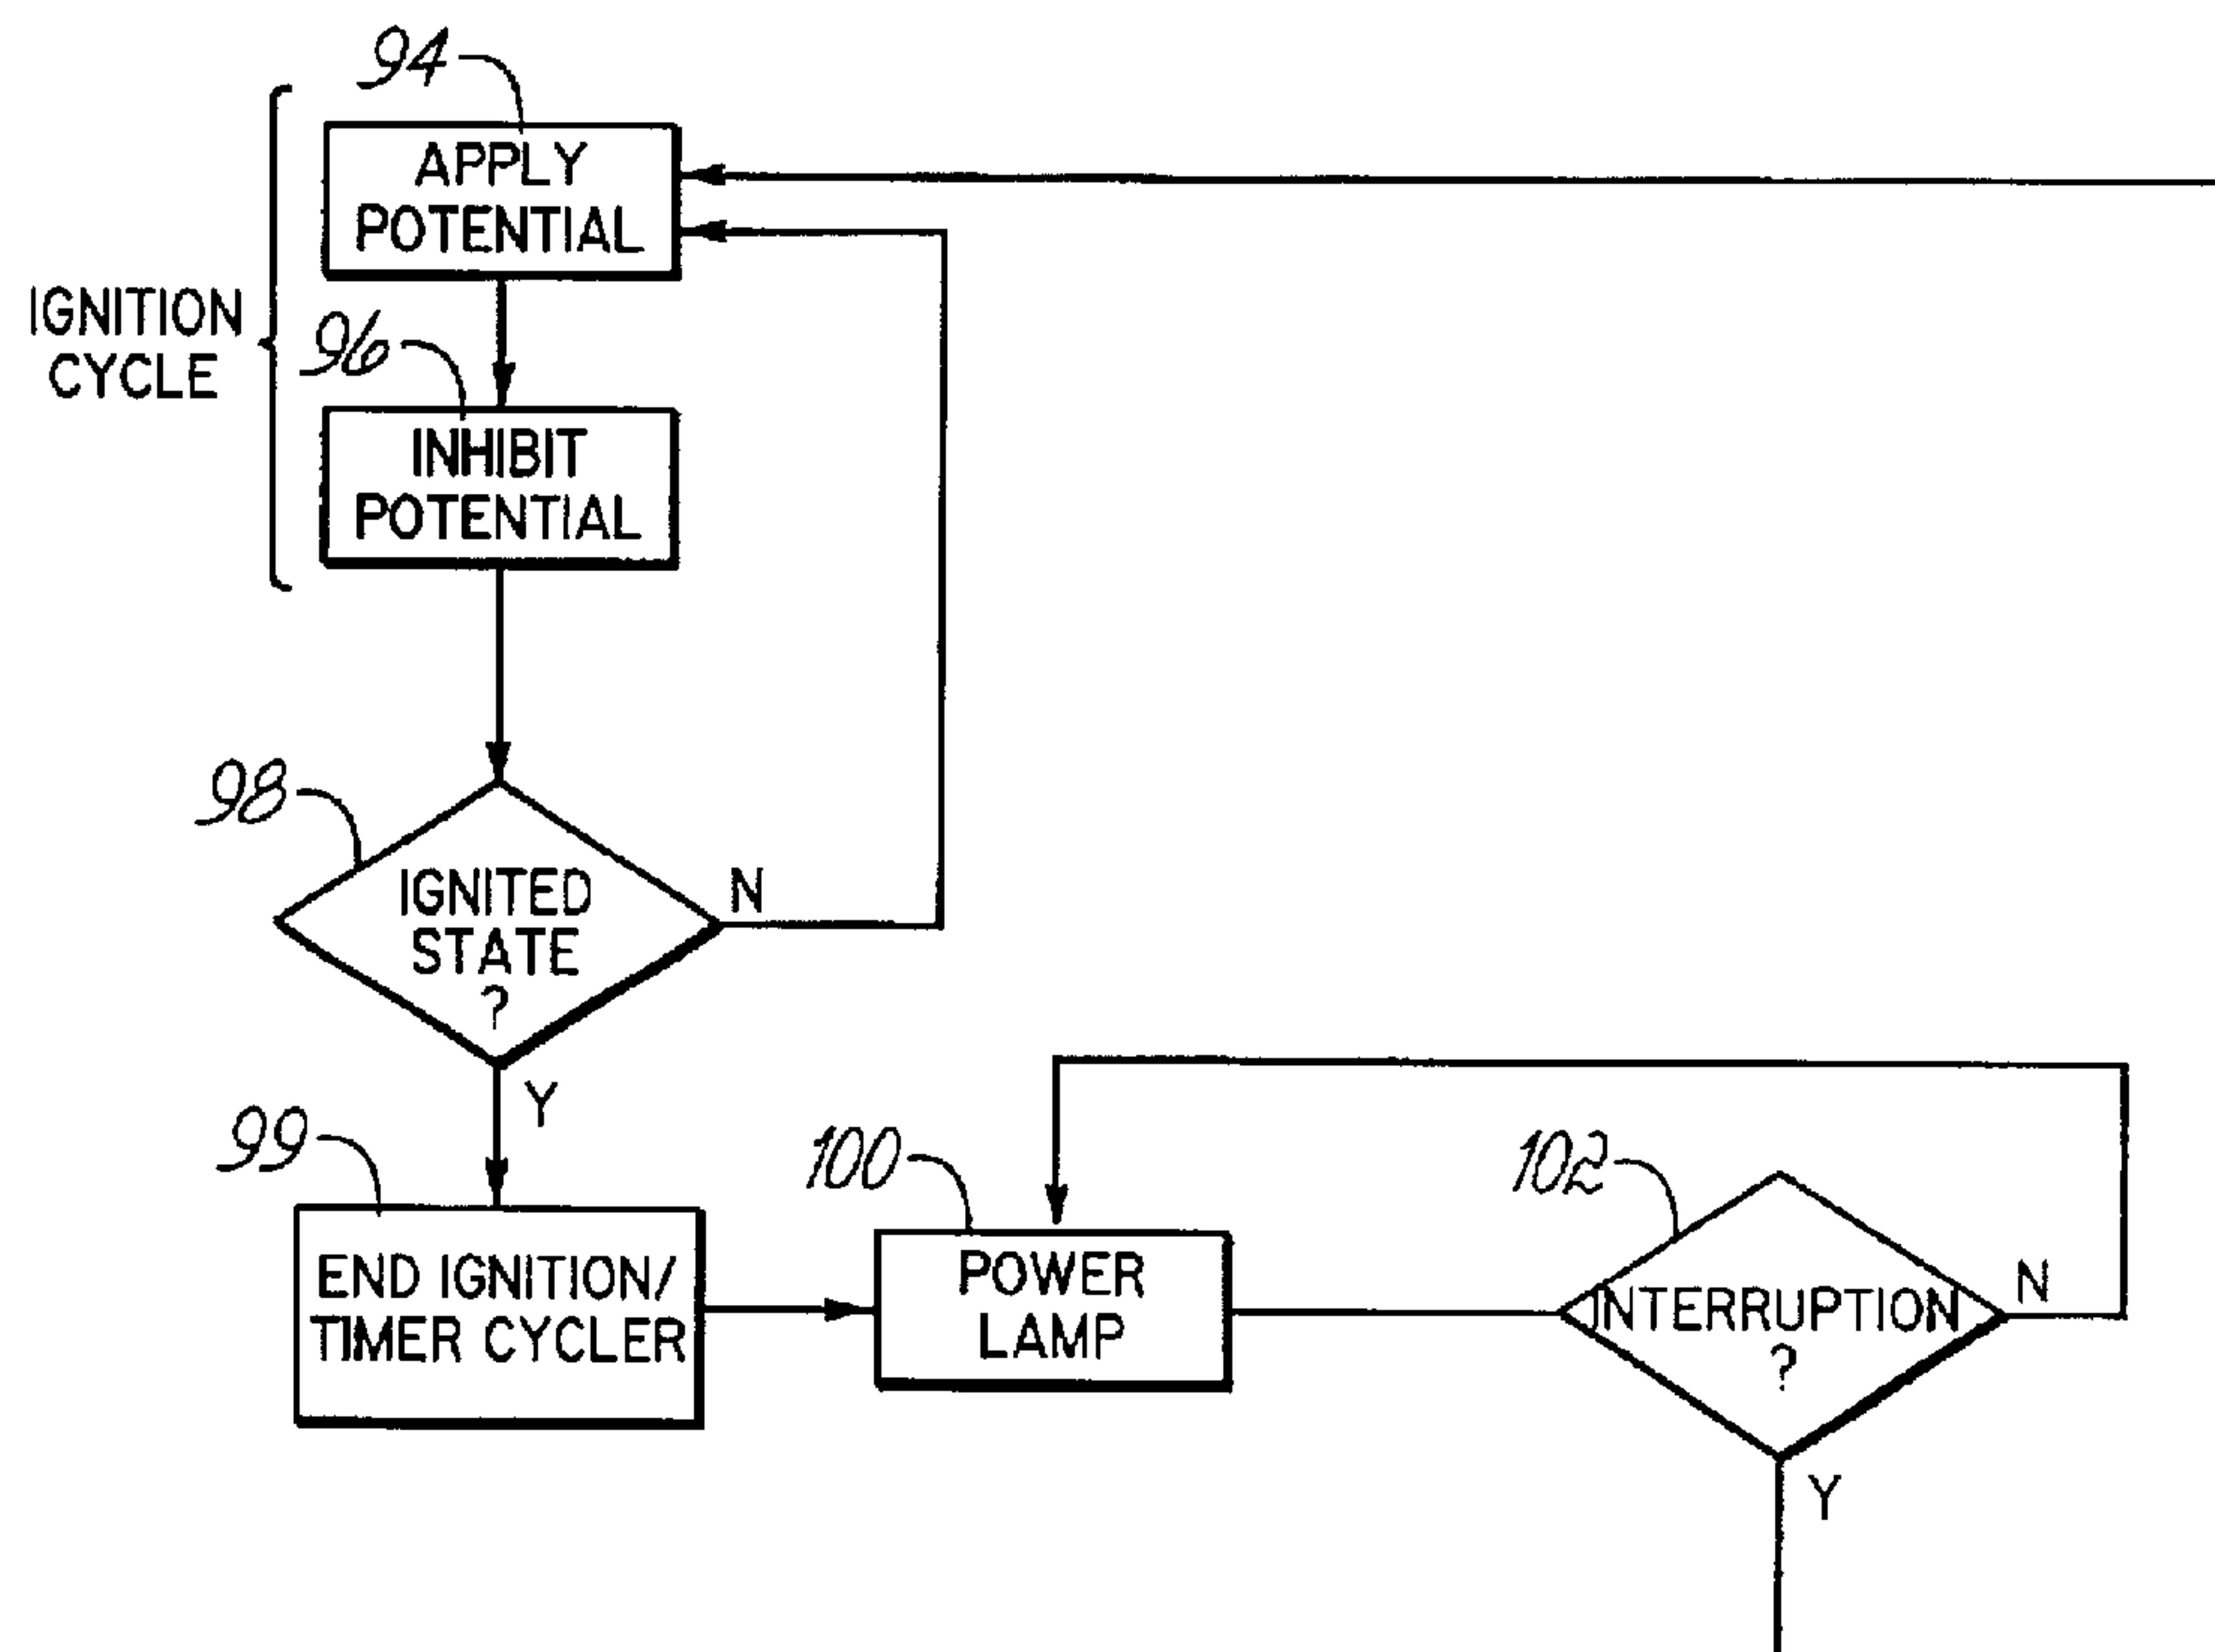 94
APPLY
POTENTIAL
IGNITION
CYCLE
96
INHIBIT
POTENTIAL
98
IGNITED
STATE
?
N
Y
99
END IGNITION/
TIMER CYCLER
100
POWER
LAMP
102
INTERRUPTION
?
N
Y